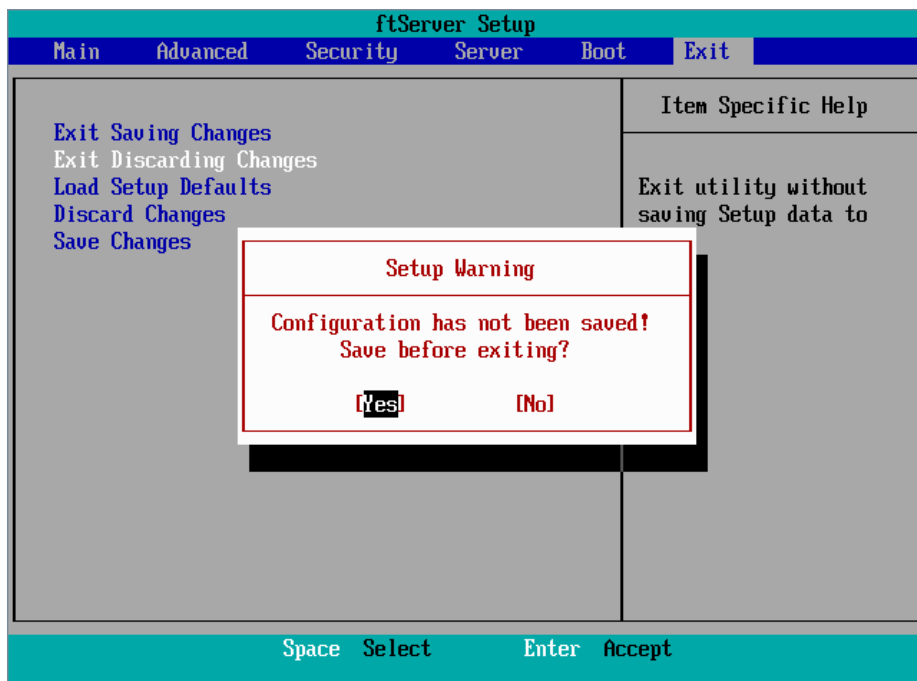 ftServer Setup
Main Advanced Security Server Boot Exit
Item Specific Help
Exit Saving Changes
Exit Discarding Changes
Load Setup Defaults
Discard Changes
Save Changes
Exit utility without
saving Setup data to
Setup Warning
Configuration has not been saved!
Save before exiting?
[Yes] [No]
Space Select Enter Accept